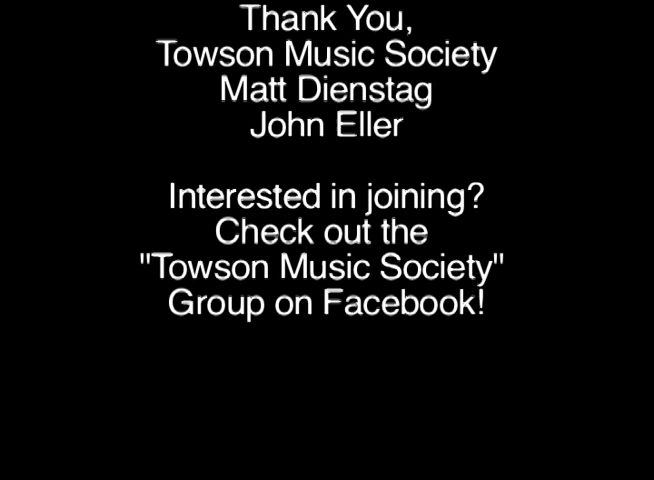 Thank You,
Towson Music Society
Matt Dienstag
John Eller
Interested in joining?
Check out the
"Towson Music Society"
Group on Facebook!